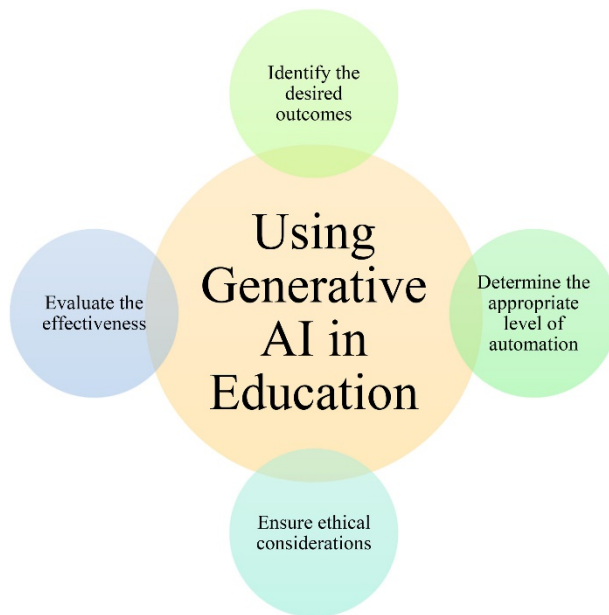 Identify the
desired
outcomes
Using
Generative
AI in
Education
Determine the
appropriate
level of
automation
Ensure ethical
considerations
Evaluate the
effectiveness